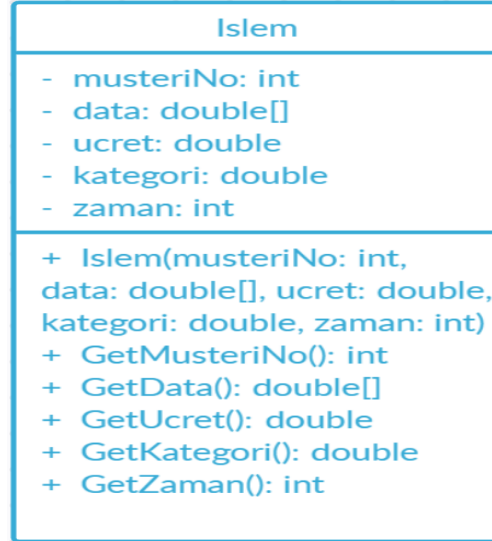 Islem
- musteriNo: int
- data: double[]
- ucret: double
- kategori: double
- zaman: int
+ Islem(musteriNo: int,
data: double[], ucret: double,
kategori: double, zaman: int)
+ GetMusteriNo(): int
+ GetData(): double[]
+ GetUcret(): double
+ GetKategori(): double
+ GetZaman(): int